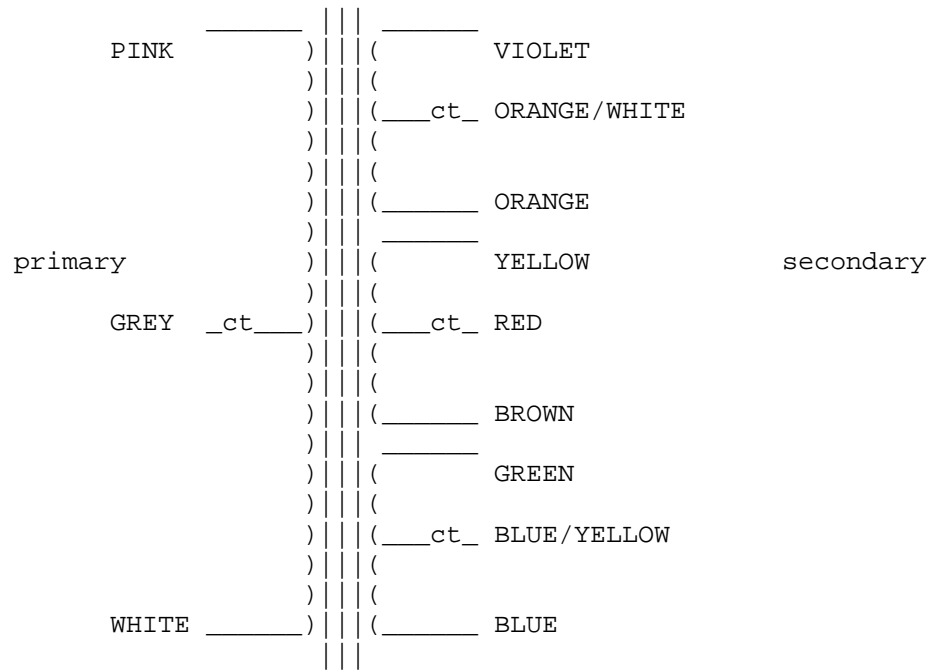 PINK VIOLET
ct ORANGE/WHITE
ORANGE
primary YELLOW secondary
GREY ct ct RED
BROWN
GREEN
ct BLUE/YELLOW
WHITE BLUE